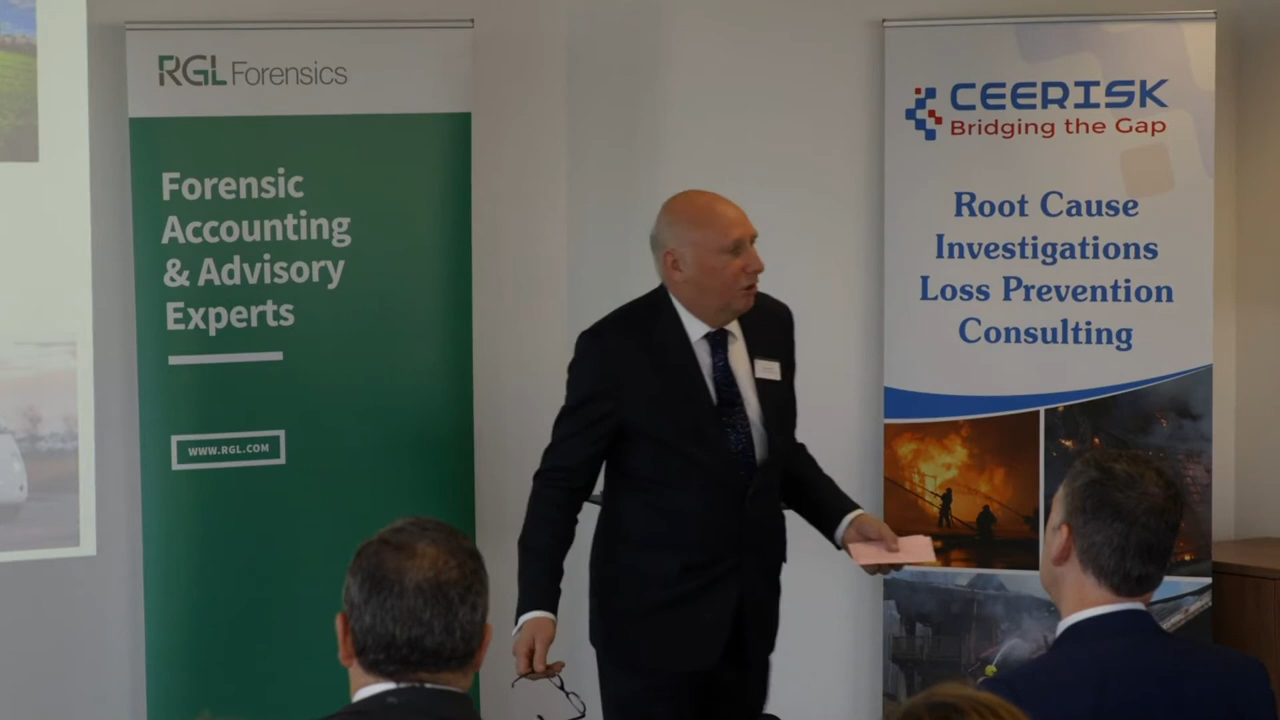 RGL Forensics
Forensic
Accounting
& Advisory
Experts
WWW.RGL.COM
CEERISK
Bridging the Gap
Root Cause
Investigations
Loss Prevention
Consulting